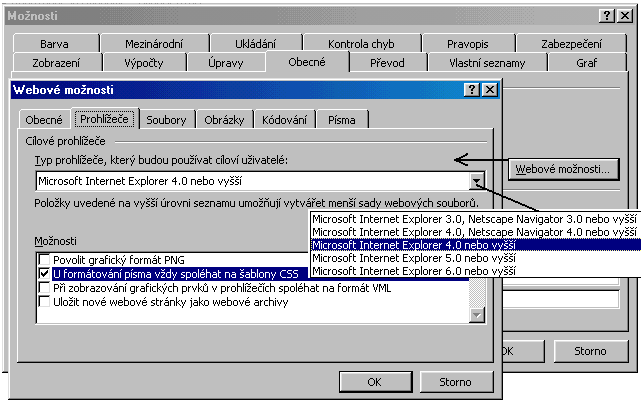 Možnosti
Barva Mezinárodní Ukládání Kontrola chyb Pravopis Zabezpečení
Zobrazení Výpočty Úpravy Obecné Převod Vlastní seznamy Graf
Webové možnosti
Obecné Prohlížeče Soubory Obrázky Kódování Písma
Cílové prohlížeče
Typ prohlížeče, který budou používat cíloví uživatelé:
Webové možnosti...
Microsoft Internet Explorer 4.0 nebo vyšší
Položky uvedené na vyšší úrovni seznamu umožňují vytvářet menší sady webových souborů.
Microsoft Internet Explorer 3.0, Netscape Navigator 3.0 nebo vyšší
Microsoft Internet Explorer 4.0, Netscape Navigator 4.0 nebo vyšší
Microsoft Internet Explorer 4.0 nebo vyšší
Microsoft Internet Explorer 5.0 nebo vyšší
Microsoft Internet Explorer 6.0 nebo vyšší
Možnosti
Povolit grafický formát PNG
U formátování písma vždy spoléhat na šablony CSS
Při zobrazování grafických prvků v prohlížečích spoléhat na formát VML
Uložit nové webové stránky jako webové archivy
OK Storno
OK Storno